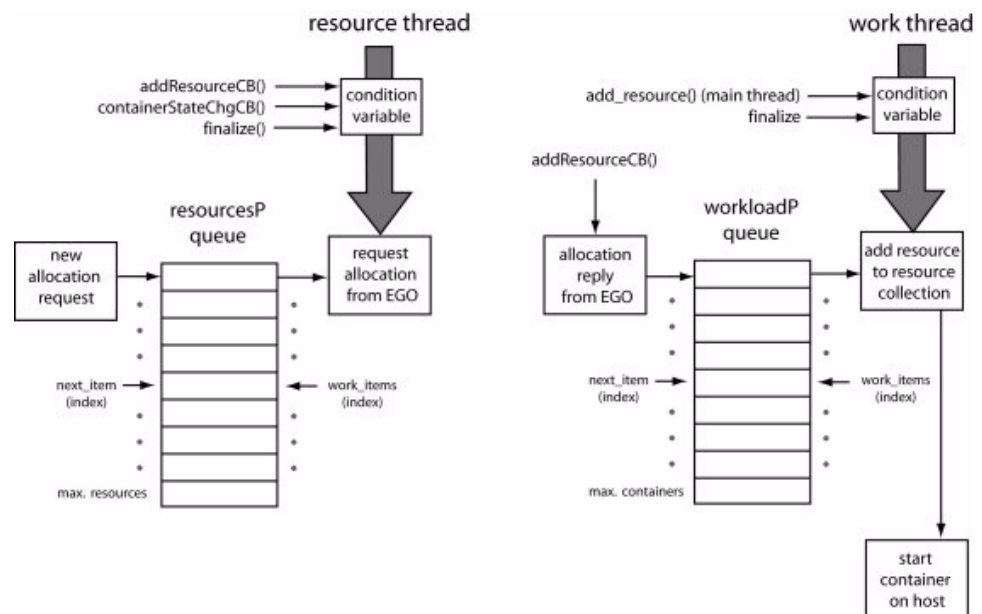 resource thread
addResourceCB()
containerStateChgCB()
finalize()
condition
variable
resourcesP
queue
new
allocation
request
request
allocation
from EGO
next_item
(index)
work_items
(index)
max. resources
work thread
add_resource() (main thread)
finalize
condition
variable
addResourceCB()
workloadP
queue
allocation
reply
from EGO
add resource
to resource
collection
next_item
(index)
work_items
(index)
max. containers
start
container
on host